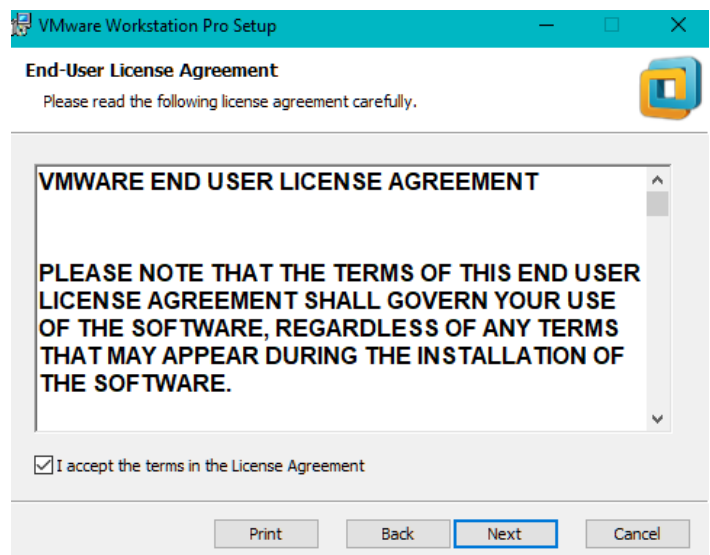 VMware Workstation Pro Setup
End-User License Agreement
Please read the following license agreement carefully.
VMWARE END USER LICENSE AGREEMENT
PLEASE NOTE THAT THE TERMS OF THIS END USER
LICENSE AGREEMENT SHALL GOVERN YOUR USE
OF THE SOFTWARE, REGARDLESS OF ANY TERMS
THAT MAY APPEAR DURING THE INSTALLATION OF
THE SOFTWARE.
I accept the terms in the License Agreement
Print Back Next Cancel